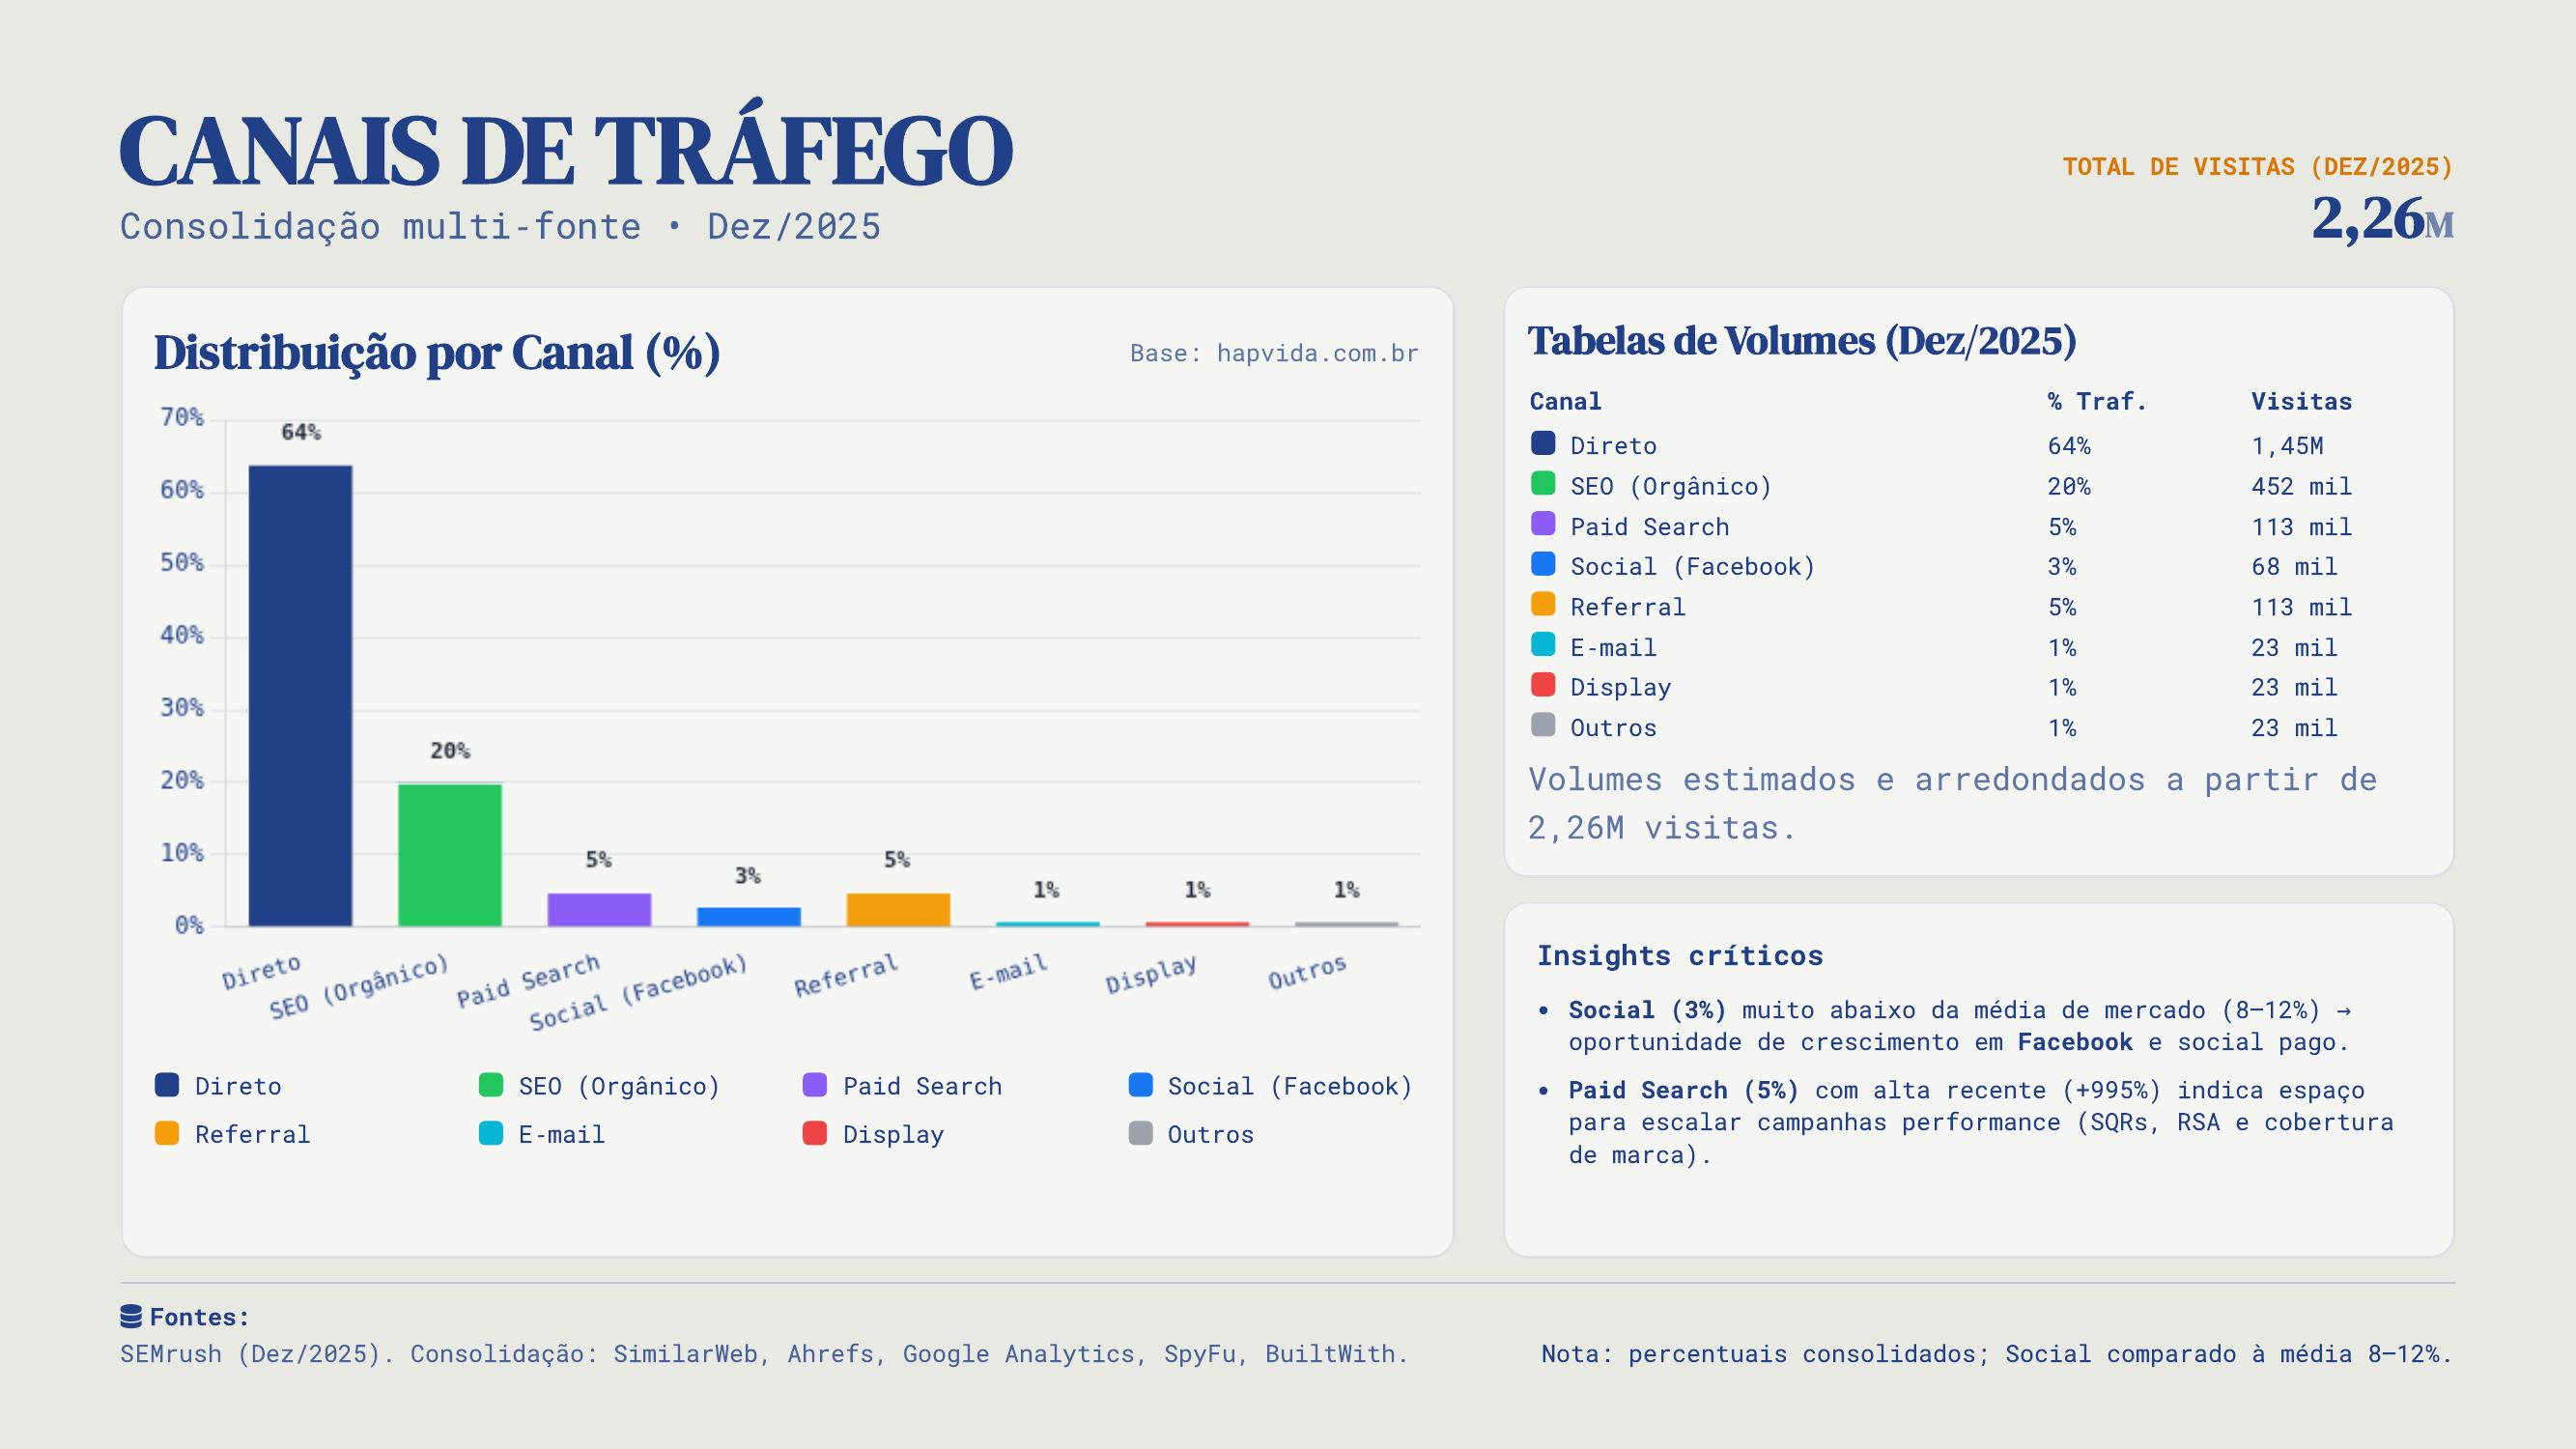 CANAIS DE TRÁFEGO
Consolidação multi-fonte • Dez/2025
TOTAL DE VISITAS (DEZ/2025)
2,26M
Distribuição por Canal (%)
Base: hapvida.com.br
70%
60%
50%
40%
30%
20%
10%
0%
64%
20%
5%
3%
5%
1%
1%
1%
Direto
SEO (Orgânico)
Paid Search
Social (Facebook)
Referral
E-mail
Display
Outros
Direto
SEO (Orgânico)
Paid Search
Social (Facebook)
Referral
E-mail
Display
Outros
Tabelas de Volumes (Dez/2025)
Canal % Traf. Visitas
Direto 64% 1,45M
SEO (Orgânico) 20% 452 mil
Paid Search 5% 113 mil
Social (Facebook) 3% 68 mil
Referral 5% 113 mil
E-mail 1% 23 mil
Display 1% 23 mil
Outros 1% 23 mil
Volumes estimados e arredondados a partir de
2,26M visitas.
Insights críticos
• Social (3%) muito abaixo da média de mercado (8–12%) →
oportunidade de crescimento em Facebook e social pago.
• Paid Search (5%) com alta recente (+995%) indica espaço
para escalar campanhas performance (SQRs, RSA e cobertura
de marca).
Fontes:
SEMrush (Dez/2025). Consolidação: SimilarWeb, Ahrefs, Google Analytics, SpyFu, BuiltWith.
Nota: percentuais consolidados; Social comparado à média 8–12%.